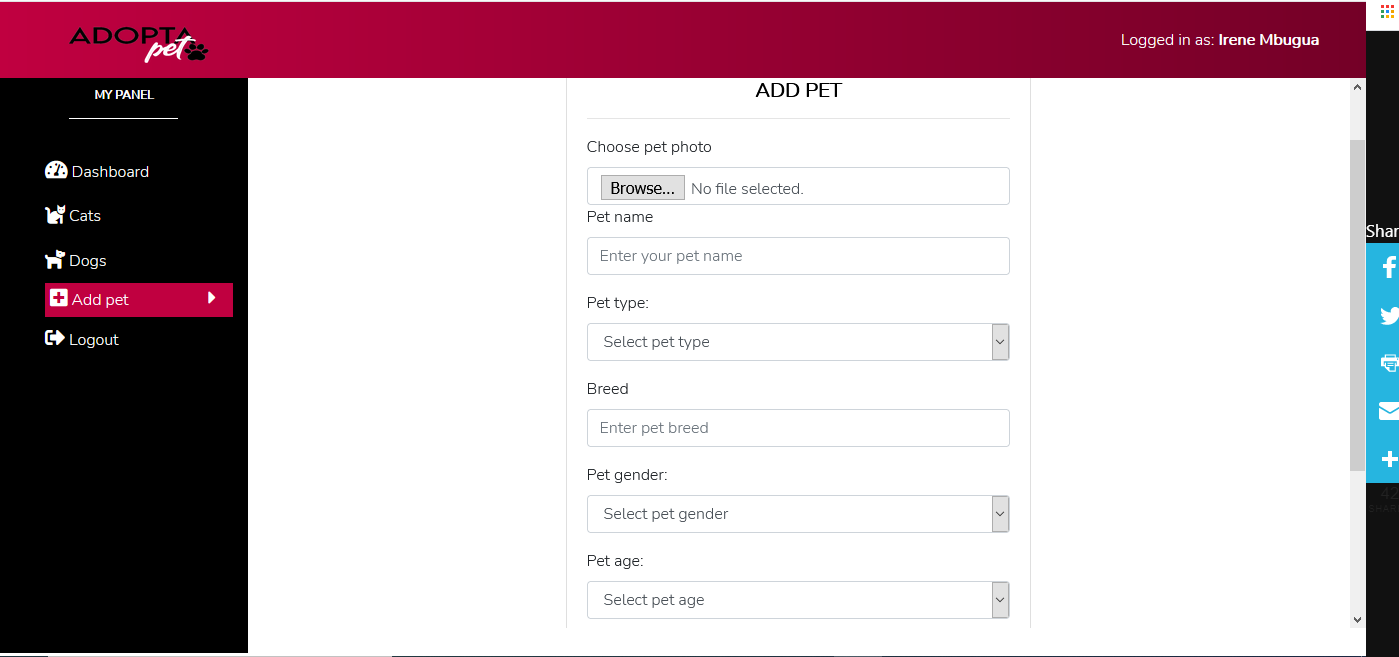 ADOPTA
pet
Logged in as: Irene Mbugua
MY PANEL
Dashboard
Cats
Dogs
Add pet
Logout
ADD PET
Choose pet photo
Browse... No file selected.
Pet name
Enter your pet name
Pet type:
Select pet type
Breed
Enter pet breed
Pet gender:
Select pet gender
Pet age:
Select pet age
Shar
42
SHAR